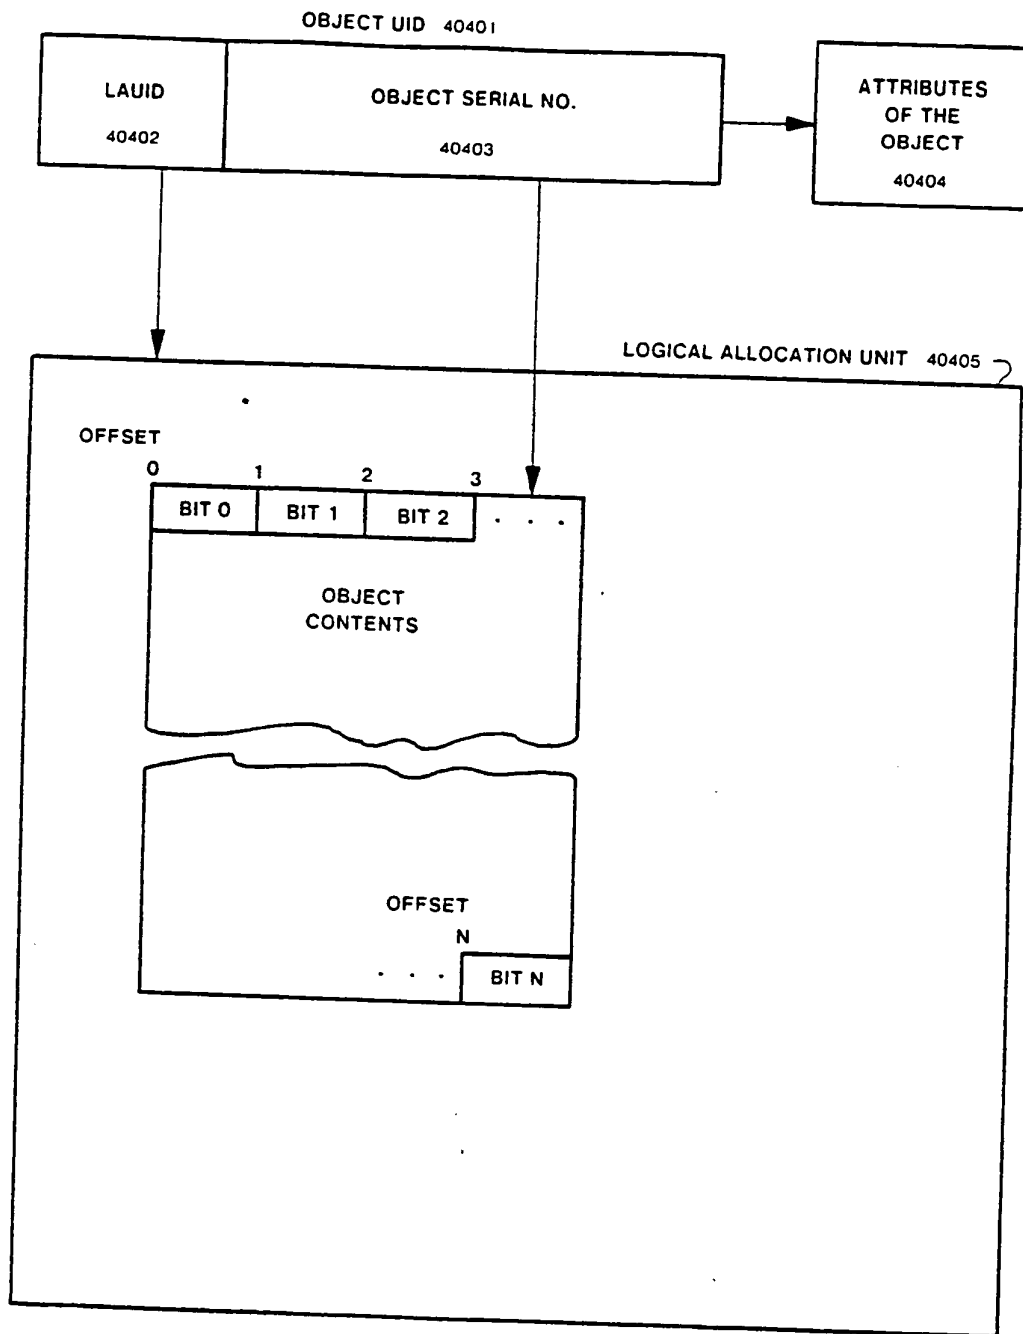 OBJECT UID 40401
LAUID
40402
OBJECT SERIAL NO.
40403
ATTRIBUTES
OF THE
OBJECT
40404
LOGICAL ALLOCATION UNIT 40405
OFFSET
0 1 2 3
BIT 0 BIT 1 BIT 2 . . .
OBJECT
CONTENTS
OFFSET
N
. . . BIT N